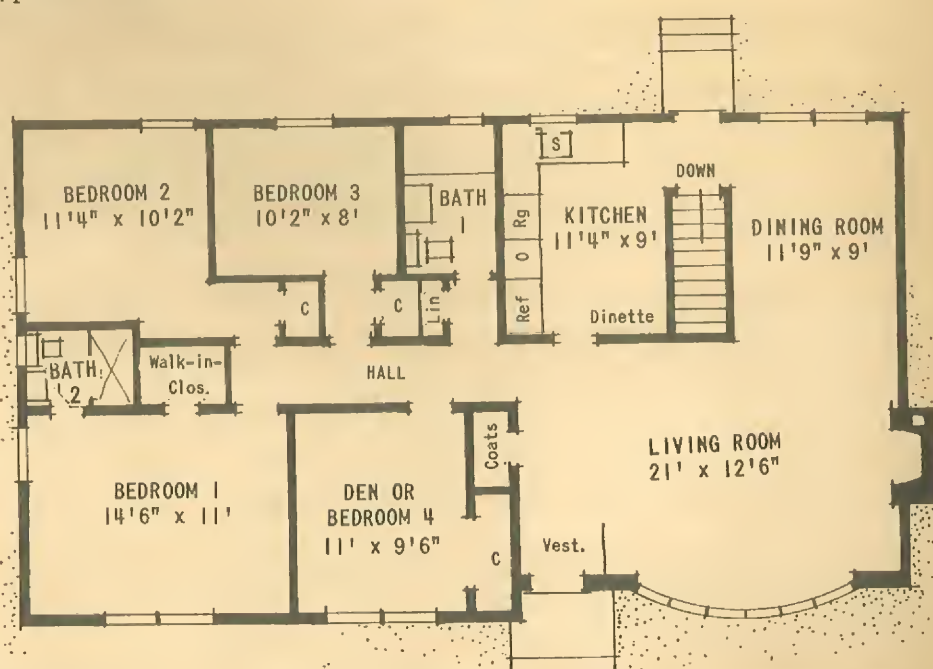 BEDROOM 2
11'4" x 10'2"
BEDROOM 3
10'2" x 8'
BATH
1
S
Rg
O
Ref
KITCHEN
11'4" x 9'
Dinette
DOWN
DINING ROOM
11'9" x 9'
C
C
Lin
BATH
2
Walk-in-
Clos.
HALL
BEDROOM 1
14'6" x 11'
DEN OR
BEDROOM 4
11' x 9'6"
Coats
C
Vest.
LIVING ROOM
21' x 12'6"